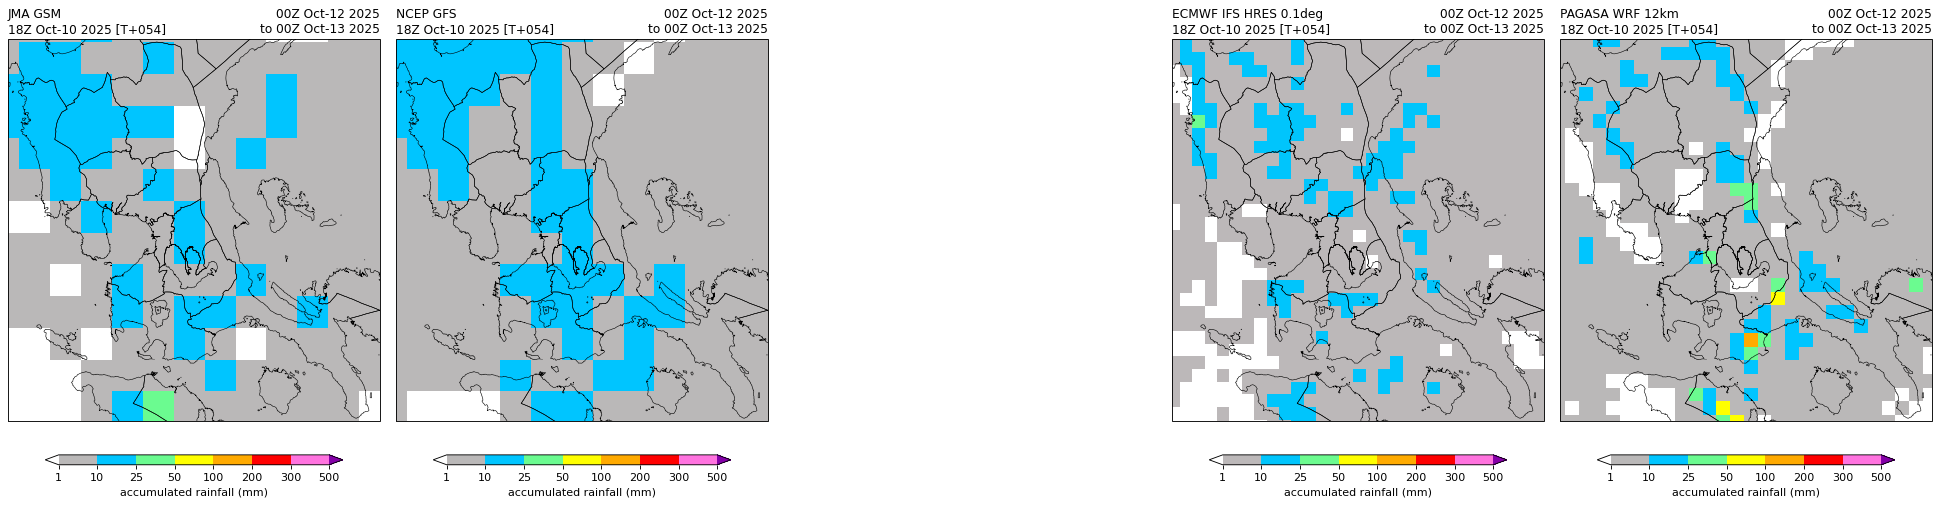 JMA GSM 00Z Oct-12 2025
18Z Oct-10 2025 [T+054] to 00Z Oct-13 2025
1 10 25 50 100 200 300 500
accumulated rainfall (mm)
NCEP GFS 00Z Oct-12 2025
18Z Oct-10 2025 [T+054] to 00Z Oct-13 2025
1 10 25 50 100 200 300 500
accumulated rainfall (mm)
ECMWF IFS HRES 0.1deg 00Z Oct-12 2025
18Z Oct-10 2025 [T+054] to 00Z Oct-13 2025
1 10 25 50 100 200 300 500
accumulated rainfall (mm)
PAGASA WRF 12km 00Z Oct-12 2025
18Z Oct-10 2025 [T+054] to 00Z Oct-13 2025
1 10 25 50 100 200 300 500
accumulated rainfall (mm)